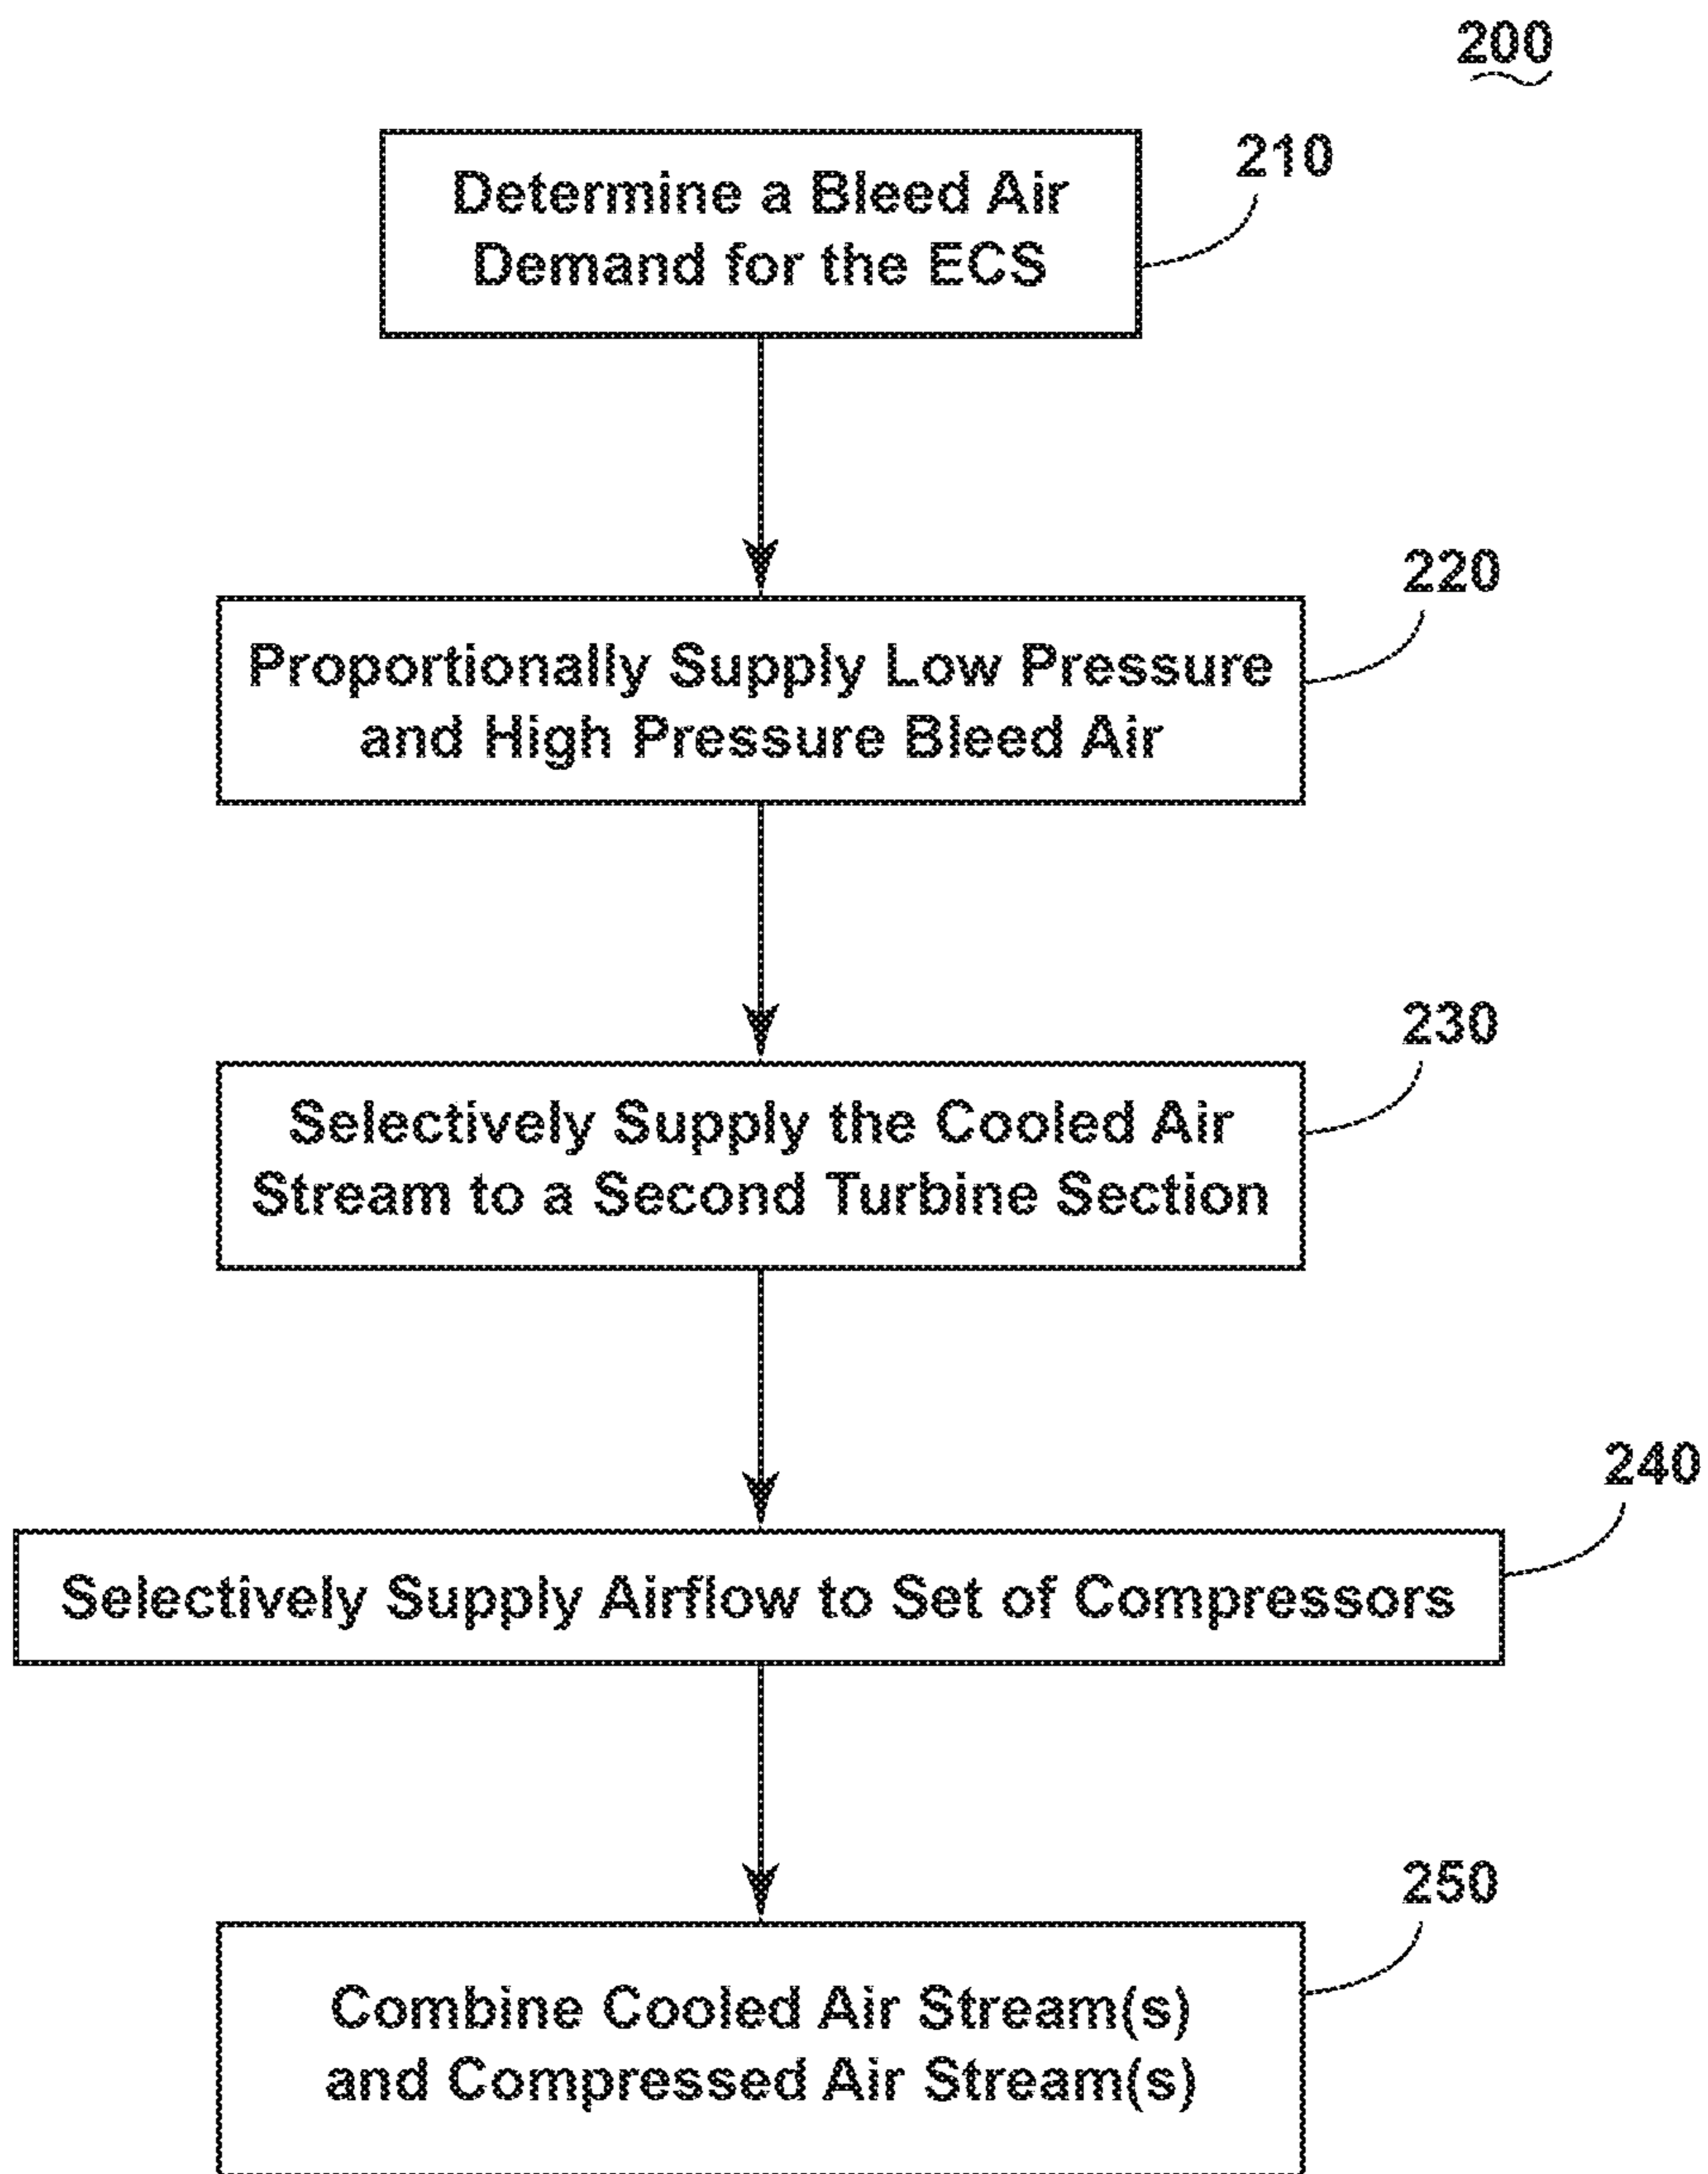 200
210
Determine a Bleed Air
Demand for the ECS
220
Proportionally Supply Low Pressure
and High Pressure Bleed Air
230
Selectively Supply the Cooled Air
Stream to a Second Turbine Section
240
Selectively Supply Airflow to Set of Compressors
250
Combine Cooled Air Stream(s)
and Compressed Air Stream(s)